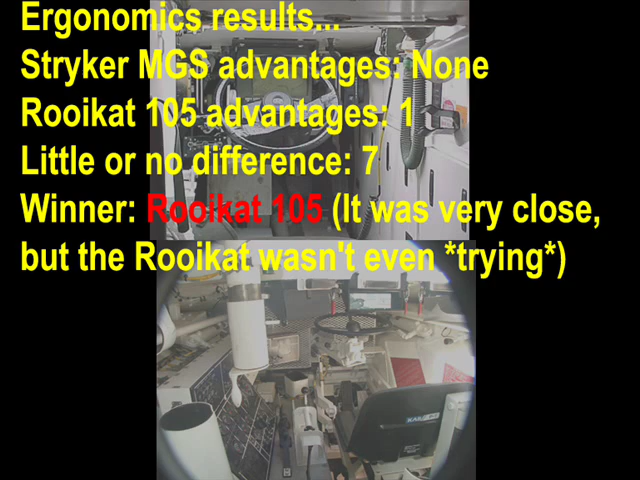 Ergonomics results...
Stryker MGS advantages: None
Rooikat 105 advantages: 1
Little or no difference: 7
Winner: Rooikat 105 (It was very close,
but the Rooikat wasn't even *trying*)